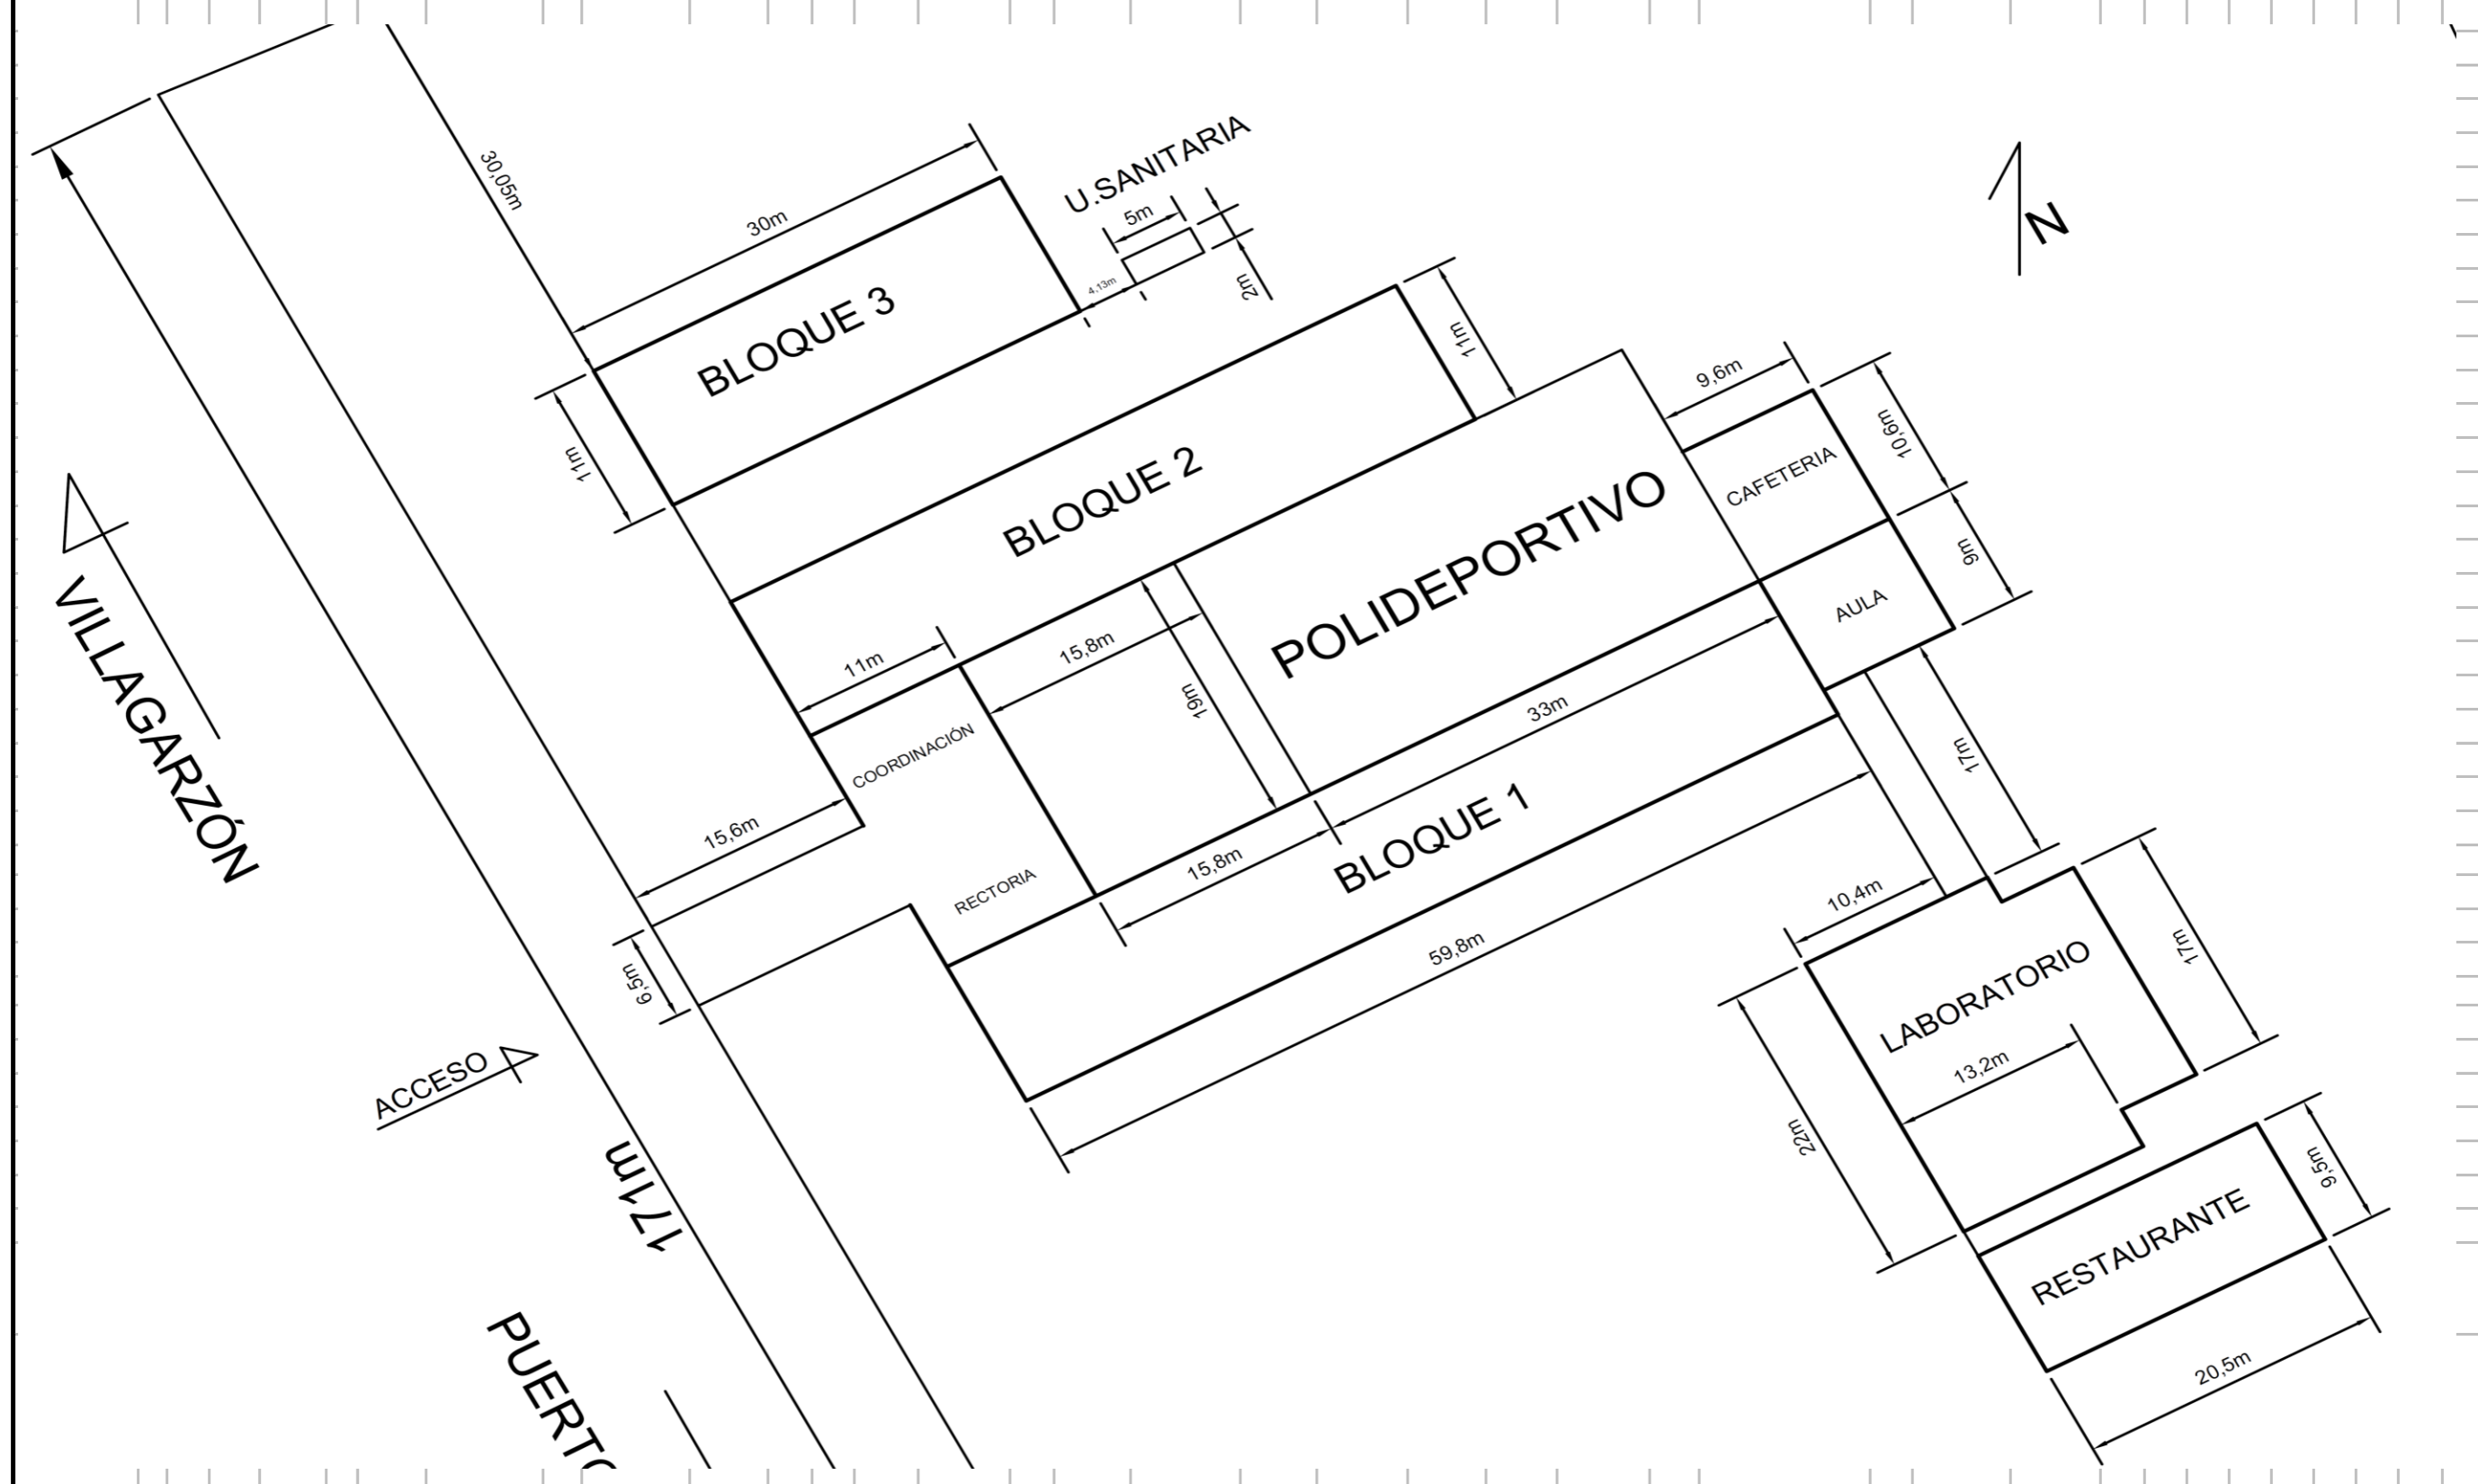 30,05m
30m
U.SANITARIA
5m
2m
4,13m
N
BLOQUE 3
11m
11m
9,6m
10,6m
CAFETERIA
BLOQUE 2
POLIDEPORTIVO
9m
AULA
VILLAGARZÓN
11m
15,8m
19m
33m
COORDINACIÓN
17m
15,6m
RECTORIA
15,8m
BLOQUE 1
10,4m
59,8m
17m
LABORATORIO
6,5m
13,2m
ACCESO
22m
9,5m
171m
RESTAURANTE
20,5m